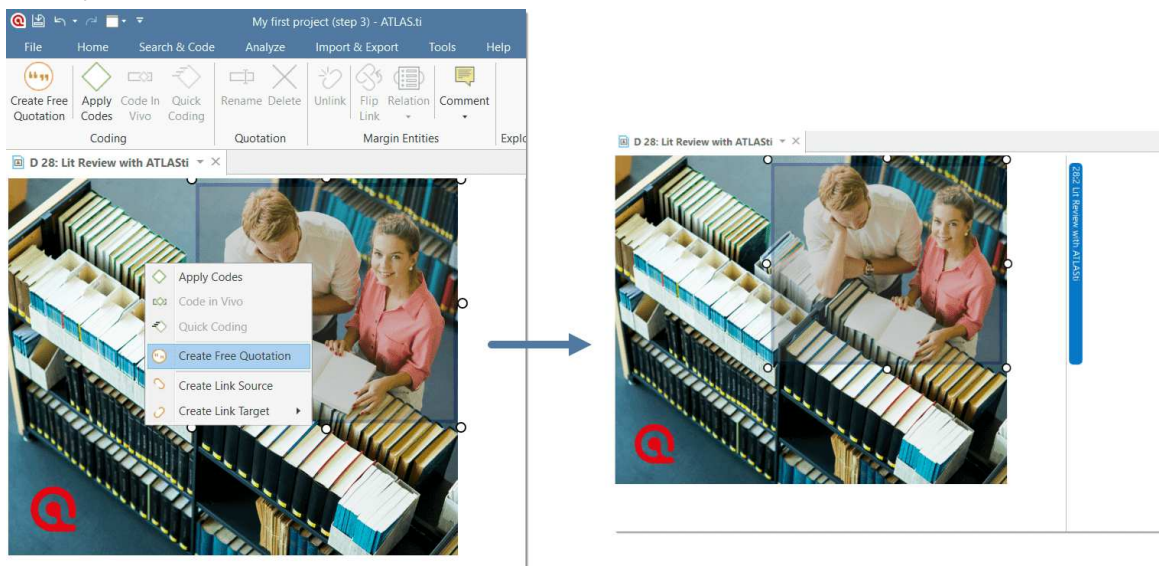 My first project (step 3) - ATLAS.ti
File Home Search & Code Analyze Import & Export Tools Help
Create Free Quotation
Apply Codes
Code In Vivo
Quick Coding
Rename
Delete
Unlink
Flip Link
Relation
Comment
Coding
Quotation
Margin Entities
Explo
D 28: Lit Review with ATLASti
Apply Codes
Code in Vivo
Quick Coding
Create Free Quotation
Create Link Source
Create Link Target
D 28: Lit Review with ATLASti
28:2 Lit Review with ATLASti